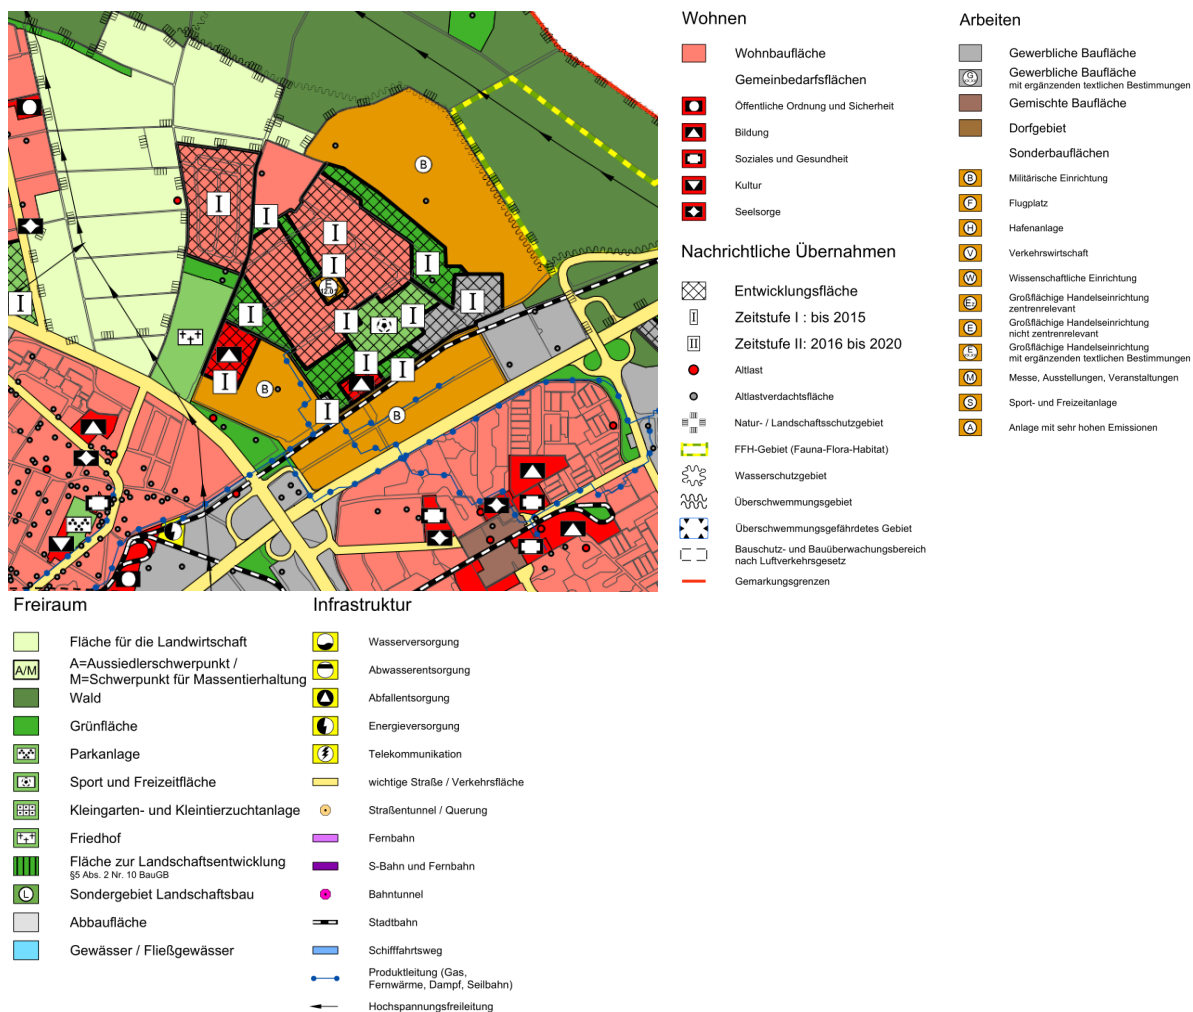 B
I
I
I
I
I
I
I
E
12.01
I
I
I
I
I
I
B
B
Wohnen
Wohnbaufläche
Gemeinbedarfsflächen
Öffentliche Ordnung und Sicherheit
Bildung
Soziales und Gesundheit
Kultur
Seelsorge
Nachrichtliche Übernahmen
Entwicklungsfläche
I
Zeitstufe I : bis 2015
II
Zeitstufe II: 2016 bis 2020
Altlast
Altlastverdachtsfläche
Natur- / Landschaftsschutzgebiet
FFH-Gebiet (Fauna-Flora-Habitat)
Wasserschutzgebiet
Überschwemmungsgebiet
Überschwemmungsgefährdetes Gebiet
Bauschutz- und Bauüberwachungsbereich
nach Luftverkehrsgesetz
Gemarkungsgrenzen
Arbeiten
Gewerbliche Baufläche
G
Gewerbliche Baufläche
mit ergänzenden textlichen Bestimmungen
Gemischte Baufläche
Dorfgebiet
Sonderbauflächen
B
Militärische Einrichtung
F
Flugplatz
H
Hafenanlage
V
Verkehrswirtschaft
W
Wissenschaftliche Einrichtung
Ez
Großflächige Handelseinrichtung
zentrenrelevant
E
Großflächige Handelseinrichtung
nicht zentrenrelevant
E
Großflächige Handelseinrichtung
mit ergänzenden textlichen Bestimmungen
M
Messe, Ausstellungen, Veranstaltungen
S
Sport- und Freizeitanlage
A
Anlage mit sehr hohen Emissionen
Freiraum
Fläche für die Landwirtschaft
A/M
A=Aussiedlerschwerpunkt /
M=Schwerpunkt für Massentierhaltung
Wald
Grünfläche
Parkanlage
Sport und Freizeitfläche
Kleingarten- und Kleintierzuchtanlage
Friedhof
Fläche zur Landschaftsentwicklung
§5 Abs. 2 Nr. 10 BauGB
L
Sondergebiet Landschaftsbau
Abbaufläche
Gewässer / Fließgewässer
Infrastruktur
Wasserversorgung
Abwasserentsorgung
Abfallentsorgung
Energieversorgung
Telekommunikation
wichtige Straße / Verkehrsfläche
Straßentunnel / Querung
Fernbahn
S-Bahn und Fernbahn
Bahntunnel
Stadtbahn
Schifffahrtsweg
Produktleitung (Gas,
Fernwärme, Dampf, Seilbahn)
Hochspannungsfreileitung